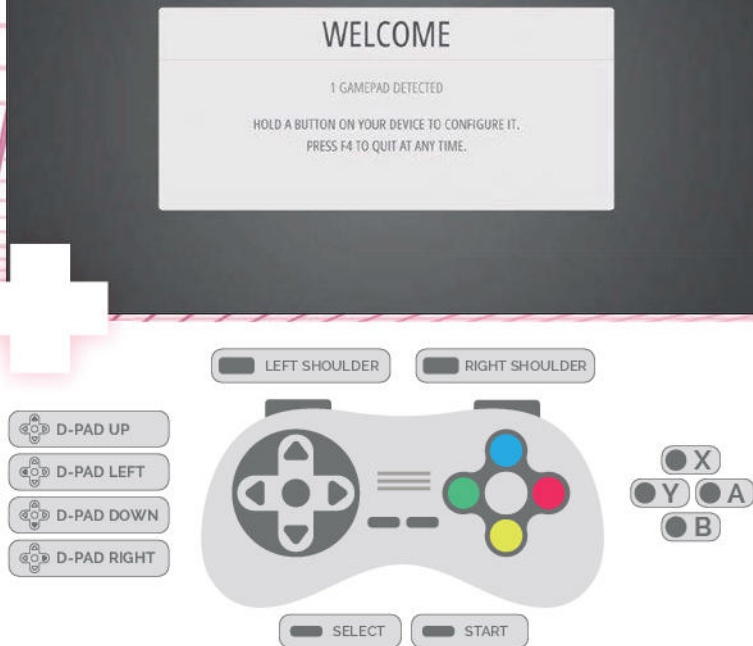 WELCOME
1 GAMEPAD DETECTED
HOLD A BUTTON ON YOUR DEVICE TO CONFIGURE IT.
PRESS F4 TO QUIT AT ANY TIME.
LEFT SHOULDER
RIGHT SHOULDER
D-PAD UP
D-PAD LEFT
D-PAD DOWN
D-PAD RIGHT
X
Y A
B
SELECT
START